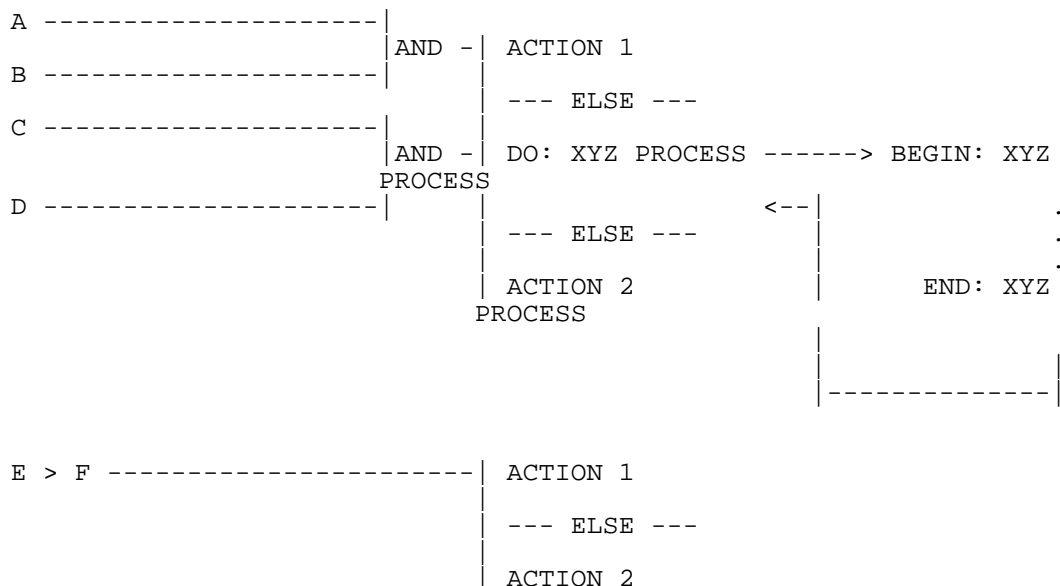 A ---------------------|
|AND -| ACTION 1
B ---------------------| |
| --- ELSE ---
C ---------------------| |
|AND -| DO: XYZ PROCESS ------> BEGIN: XYZ
PROCESS
D ---------------------| | <--| .
| --- ELSE --- | .
| | .
| ACTION 2 | END: XYZ
PROCESS
|
| |
|--------------|
E > F -----------------------| ACTION 1
|
| --- ELSE ---
|
| ACTION 2